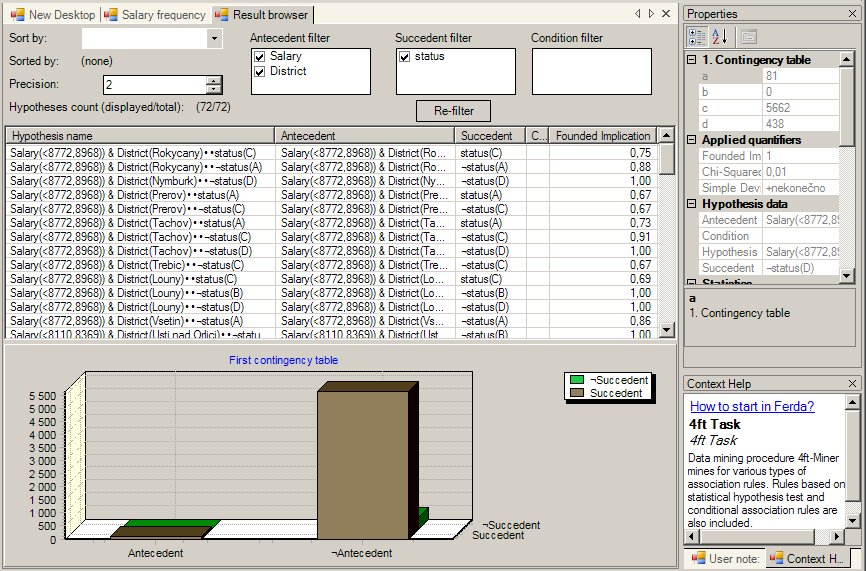 New Desktop Salary frequency Result browser
Sort by:
Sorted by: (none)
Precision: 2
Hypotheses count (displayed/total): (72/72)
Antecedent filter
Salary
District
Succedent filter
status
Condition filter
Re-filter
Hypothesis name Antecedent Succedent C... Founded Implication
Salary(<8772,8968)) & District(Rokycany)••status(C) Salary(<8772,8968)) & District(Ro... status(C) 0,75
Salary(<8772,8968)) & District(Rokycany)••¬status(A) Salary(<8772,8968)) & District(Ro... ¬status(A) 0,88
Salary(<8772,8968)) & District(Nymburk)••¬status(D) Salary(<8772,8968)) & District(Ny... ¬status(D) 1,00
Salary(<8772,8968)) & District(Prerov)••status(A) Salary(<8772,8968)) & District(Pre... status(A) 0,67
Salary(<8772,8968)) & District(Prerov)••¬status(C) Salary(<8772,8968)) & District(Pre... ¬status(C) 0,67
Salary(<8772,8968)) & District(Tachov)••status(A) Salary(<8772,8968)) & District(Ta... status(A) 0,73
Salary(<8772,8968)) & District(Tachov)••¬status(C) Salary(<8772,8968)) & District(Ta... ¬status(C) 0,91
Salary(<8772,8968)) & District(Tachov)••¬status(D) Salary(<8772,8968)) & District(Ta... ¬status(D) 1,00
Salary(<8772,8968)) & District(Trebic)••¬status(C) Salary(<8772,8968)) & District(Tre... ¬status(C) 0,67
Salary(<8772,8968)) & District(Louny)••status(C) Salary(<8772,8968)) & District(Lo... status(C) 0,69
Salary(<8772,8968)) & District(Louny)••¬status(B) Salary(<8772,8968)) & District(Lo... ¬status(B) 1,00
Salary(<8772,8968)) & District(Louny)••¬status(D) Salary(<8772,8968)) & District(Lo... ¬status(D) 1,00
Salary(<8772,8968)) & District(Vsetin)••¬status(A) Salary(<8772,8968)) & District(Vs... ¬status(A) 0,86
Salary(<8110,8369)) & District(Usti nad Orlici)••¬statu... Salary(<8110,8369)) & District(Ust... ¬status(B) 1,00
First contingency table
5 500
5 000
4 500
4 000
3 500
3 000
2 500
2 000
1 500
1 000
500
0
Antecedent ¬Antecedent
¬Succedent
Succedent
¬Succedent
Succedent
Properties
1. Contingency table
a 81
b 0
c 5662
d 438
Applied quantifiers
Founded Im 1
Chi-Squared 0,01
Simple Devi +nekonečno
Hypothesis data
Antecedent Salary(<8772,89
Condition
Hypothesis Salary(<8772,89
Succedent ¬status(D)
Statistics
a
1. Contingency table
Context Help
How to start in Ferda?
4ft Task
4ft Task
Data mining procedure 4ft-Miner
mines for various types of
association rules. Rules based on
statistical hypothesis test and
conditional association rules are
also included.
User note: Context H...